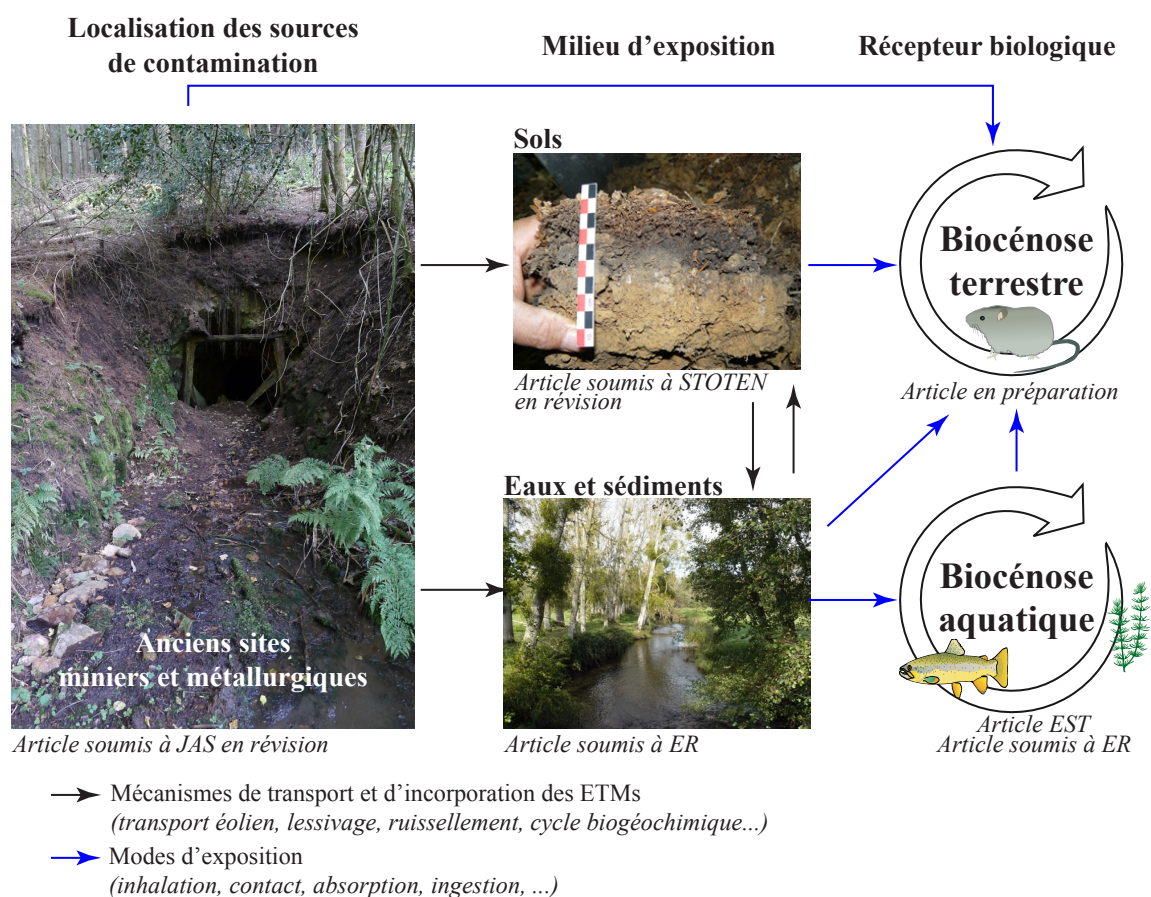 Localisation des sources
de contamination
Milieu d’exposition
Récepteur biologique
Sols
Article soumis à STOTEN
en révision
Biocénose
terrestre
Article en préparation
Anciens sites
miniers et métallurgiques
Article soumis à JAS en révision
Eaux et sédiments
Article soumis à ER
Biocénose
aquatique
Article EST
Article soumis à ER
Mécanismes de transport et d’incorporation des ETMs
(transport éolien, lessivage, ruissellement, cycle biogéochimique...)
Modes d’exposition
(inhalation, contact, absorption, ingestion, ...)